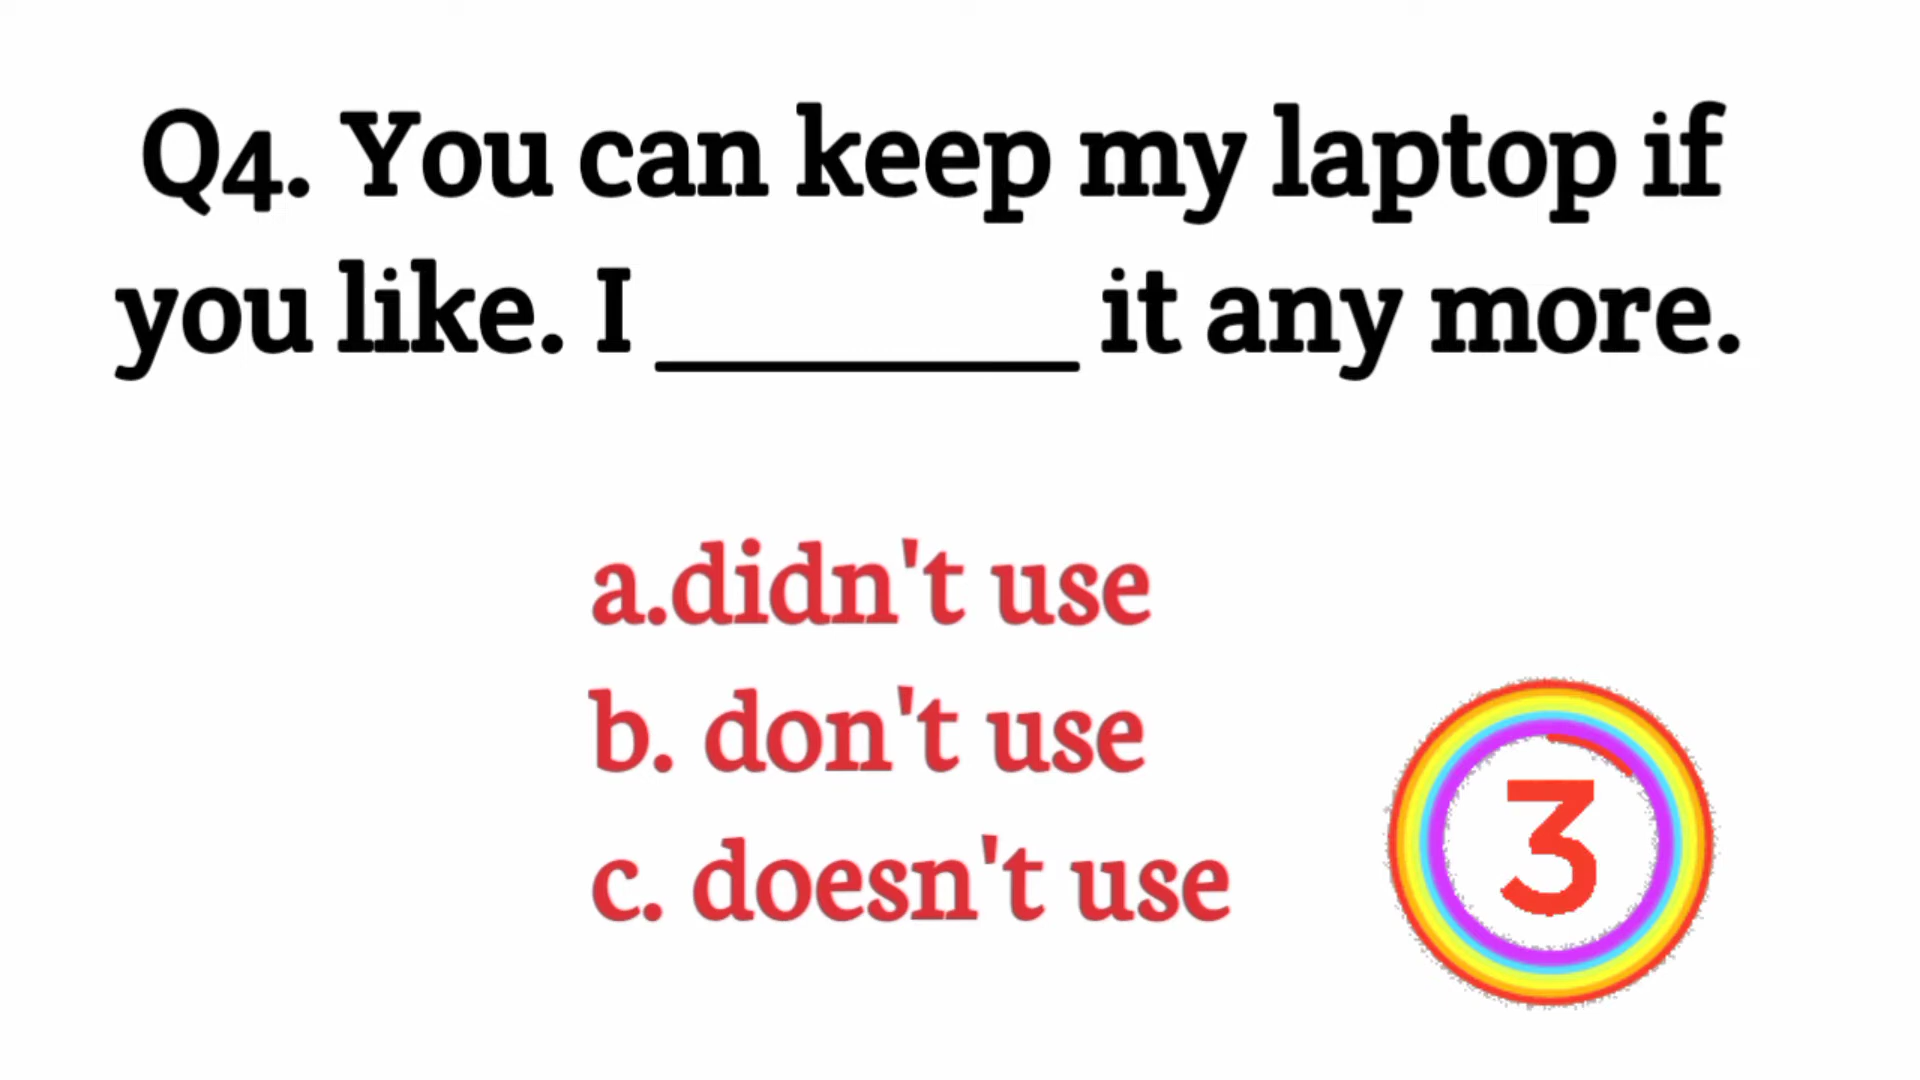 Q4. You can keep my laptop if
you like. I ________ it any more.
a.didn't use
b. don't use
c. doesn't use
3